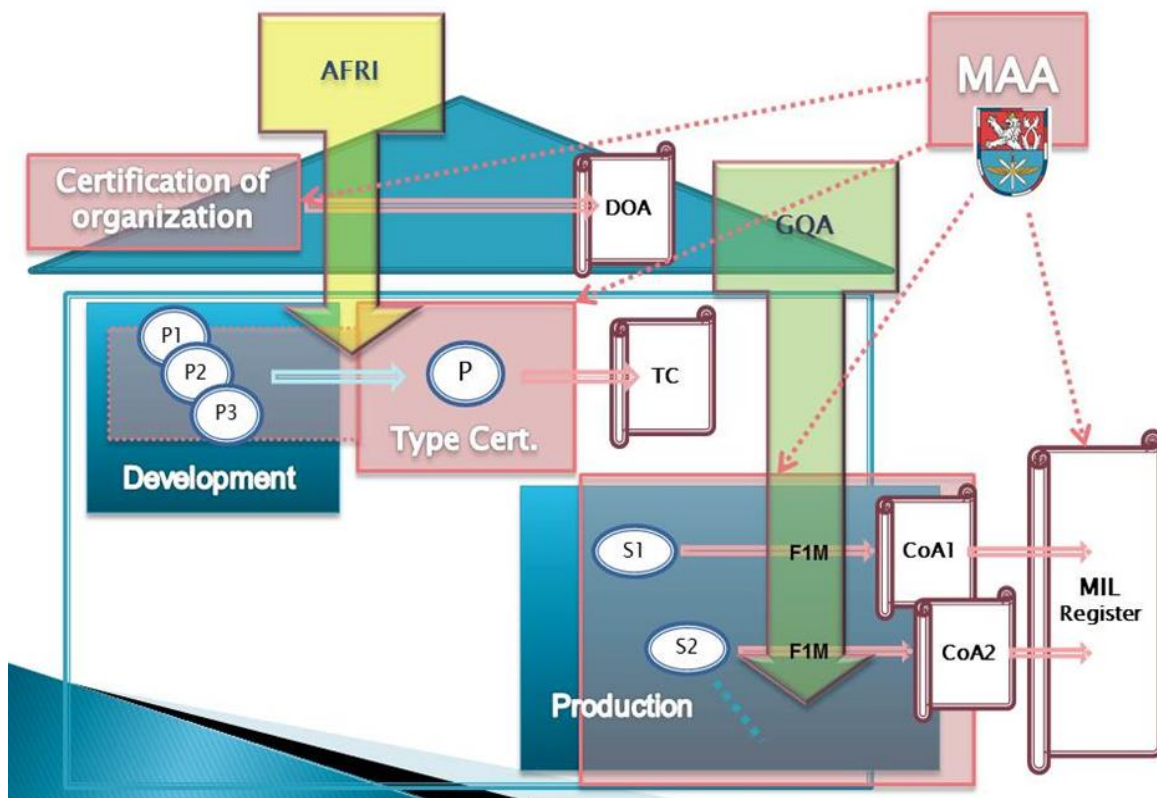 AFRI
MAA
Certification of
organization
DOA
GQA
P1
P2
P3
P
TC
Type Cert.
Development
S1
F1M
CoA1
MIL
Register
S2
F1M
CoA2
Production